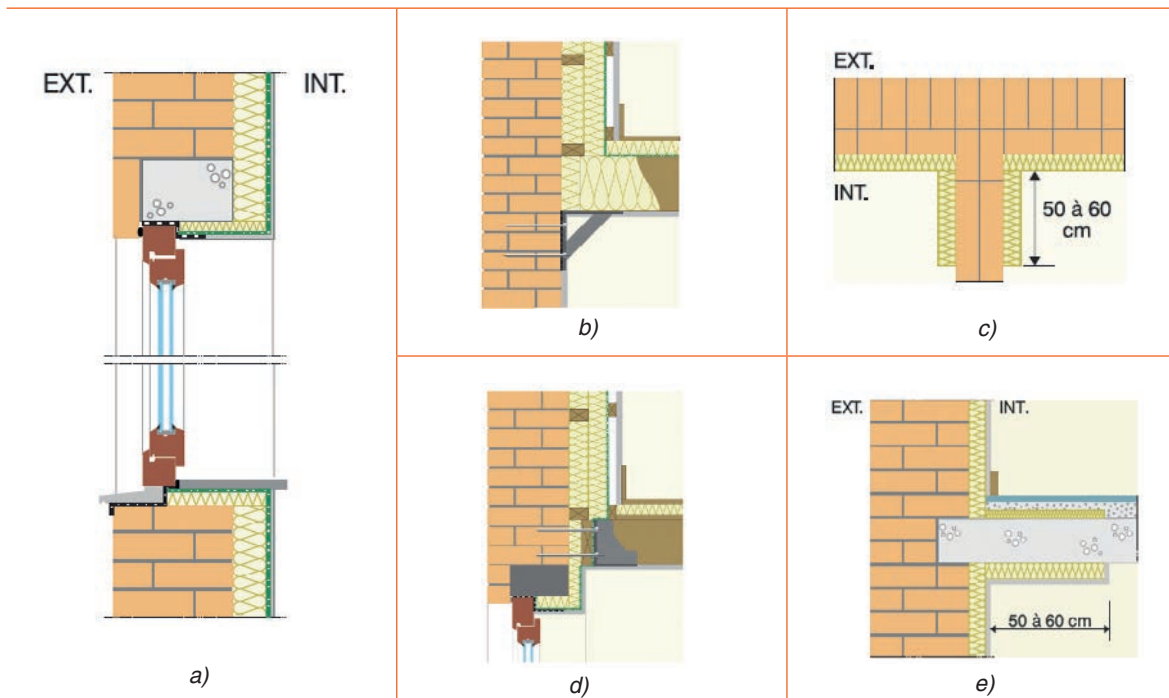 EXT.
INT.
a)
b)
EXT.
INT.
50 à 60
cm
c)
d)
EXT.
INT.
50 à 60 cm
e)